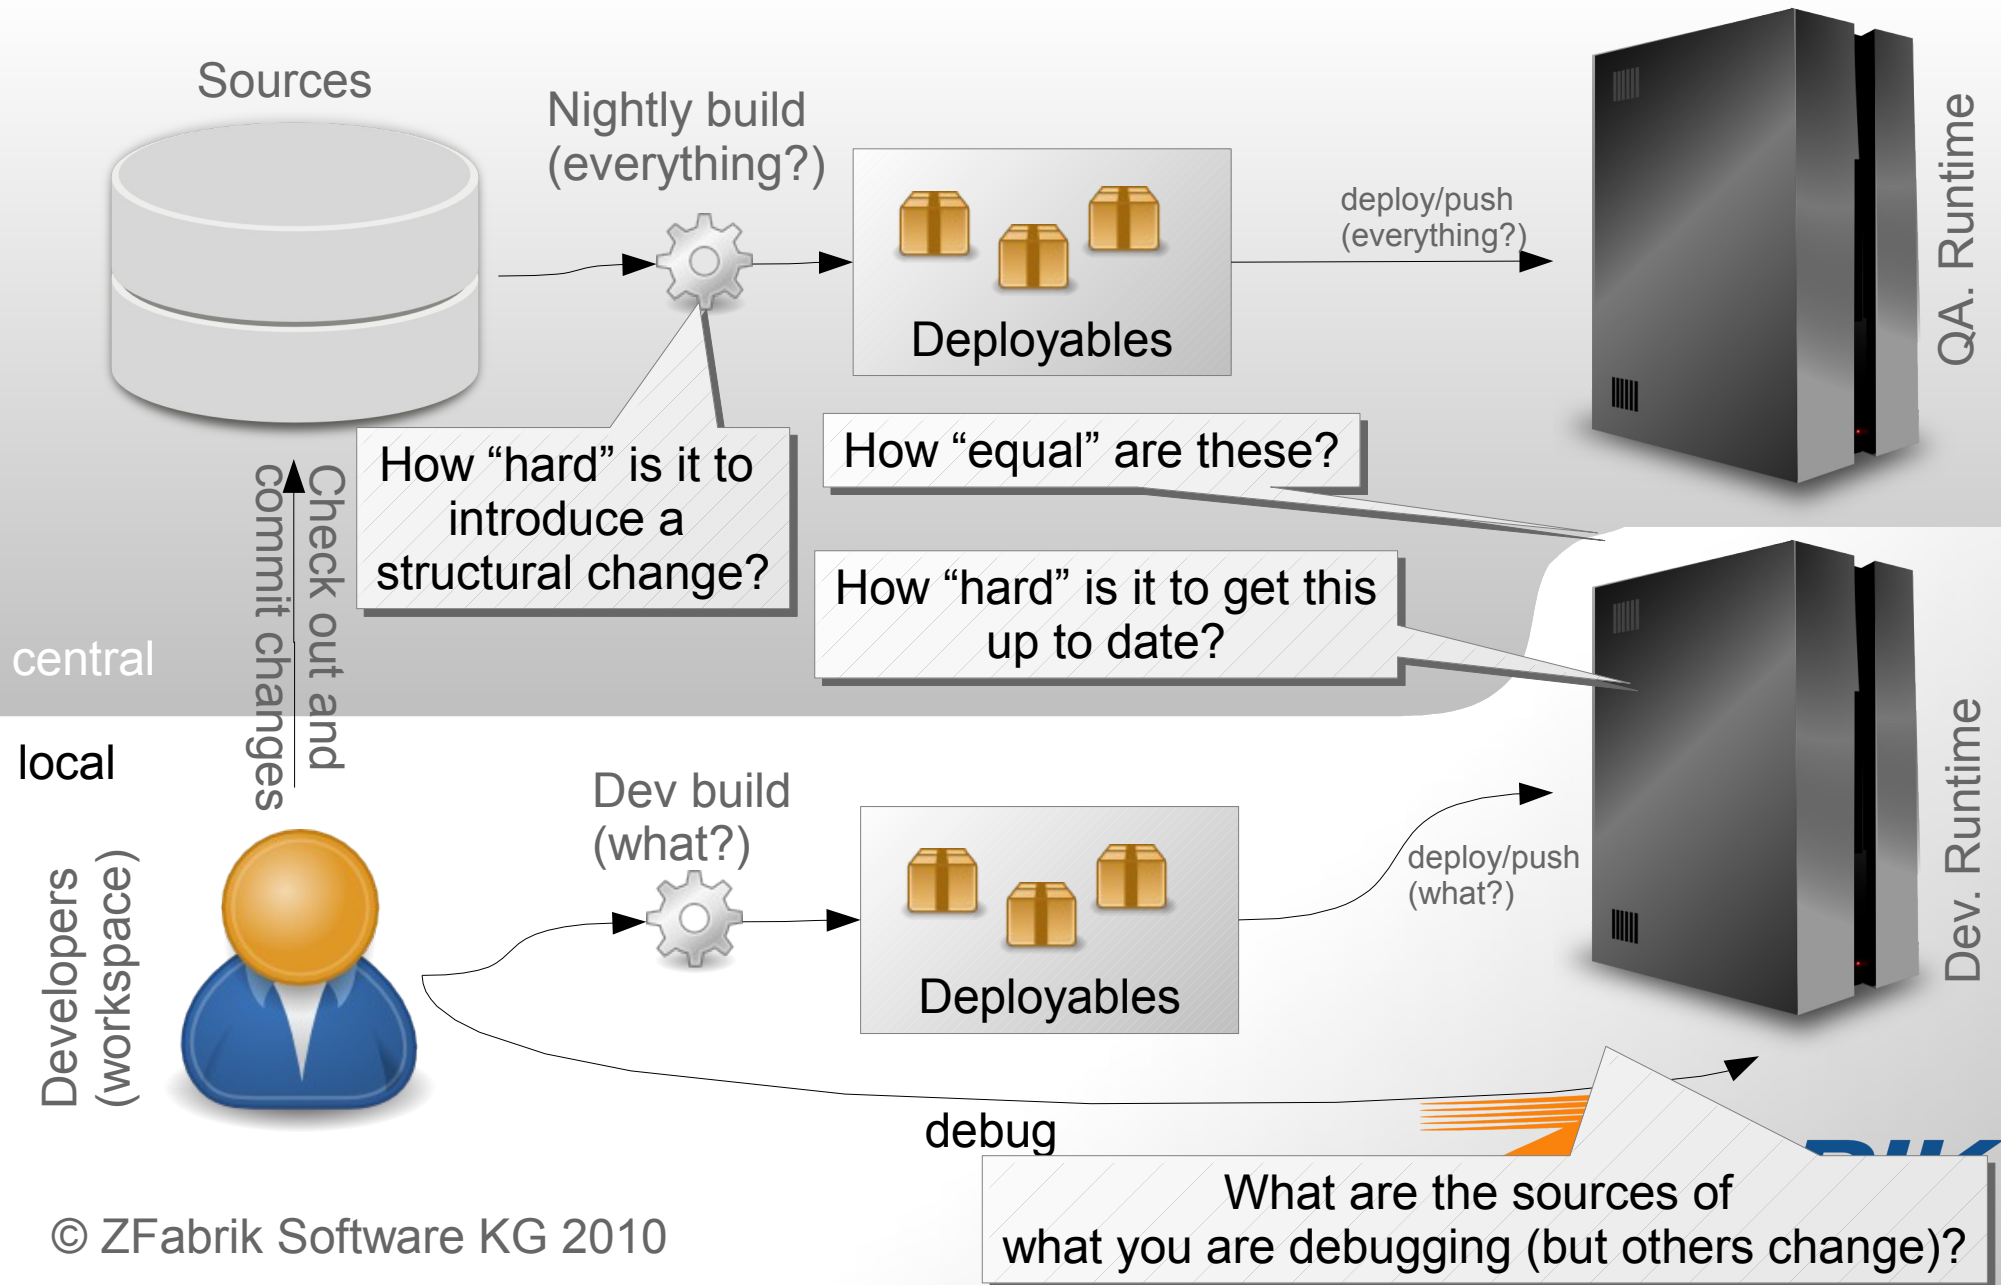 Sources
Nightly build
(everything?)
Deployables
deploy/push
(everything?)
QA. Runtime
How “hard” is it to
introduce a
structural change?
How “equal” are these?
How “hard” is it to get this
up to date?
Check out and
commit changes
central
local
Developers
(workspace)
Dev build
(what?)
Deployables
deploy/push
(what?)
Dev. Runtime
debug
What are the sources of
what you are debugging (but others change)?
© ZFabrik Software KG 2010